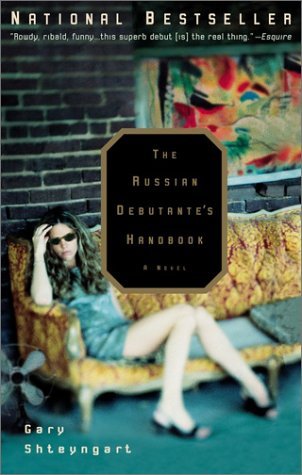 National Bestseller
"Rowdy, ribald, funny...this superb debut [is] the real thing." —Esquire
The
Russian
Debutante's
Handbook
A Novel
Gary
Shteyngart